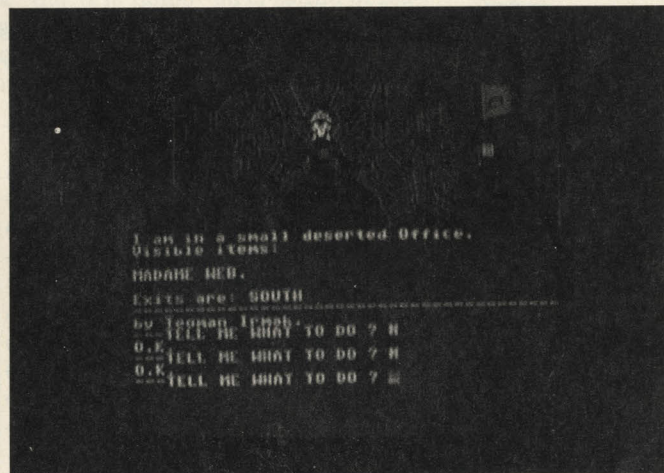 I am in a small deserted Office.
Visible items:
MADAME WEB.
Exits are: SOUTH
by Teoman Irmak.
---TELL ME WHAT TO DO ? N
O.K
---TELL ME WHAT TO DO ? N
O.K
---TELL ME WHAT TO DO ?